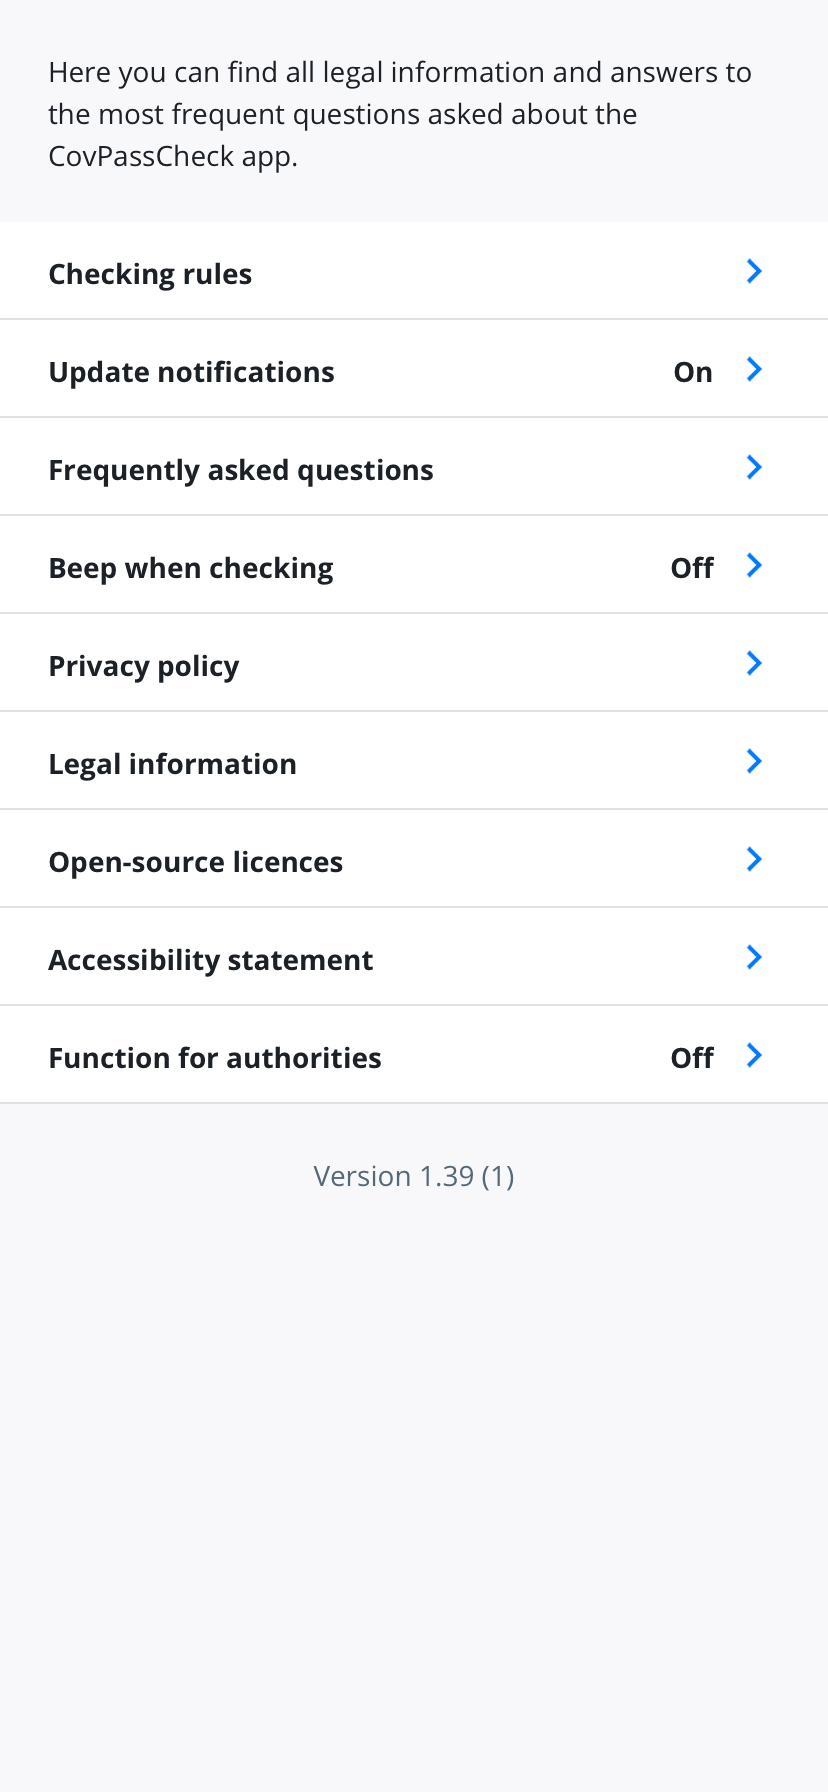 Here you can find all legal information and answers to
the most frequent questions asked about the
CovPassCheck app.
Checking rules
Update notifications On
Frequently asked questions
Beep when checking Off
Privacy policy
Legal information
Open-source licences
Accessibility statement
Function for authorities Off
Version 1.39 (1)